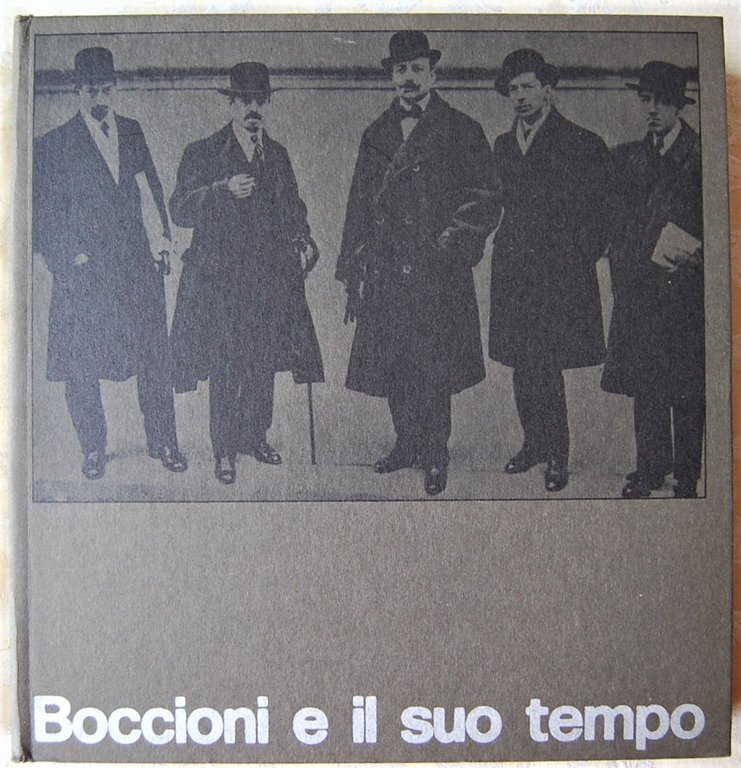 Boccioni e il suo tempo